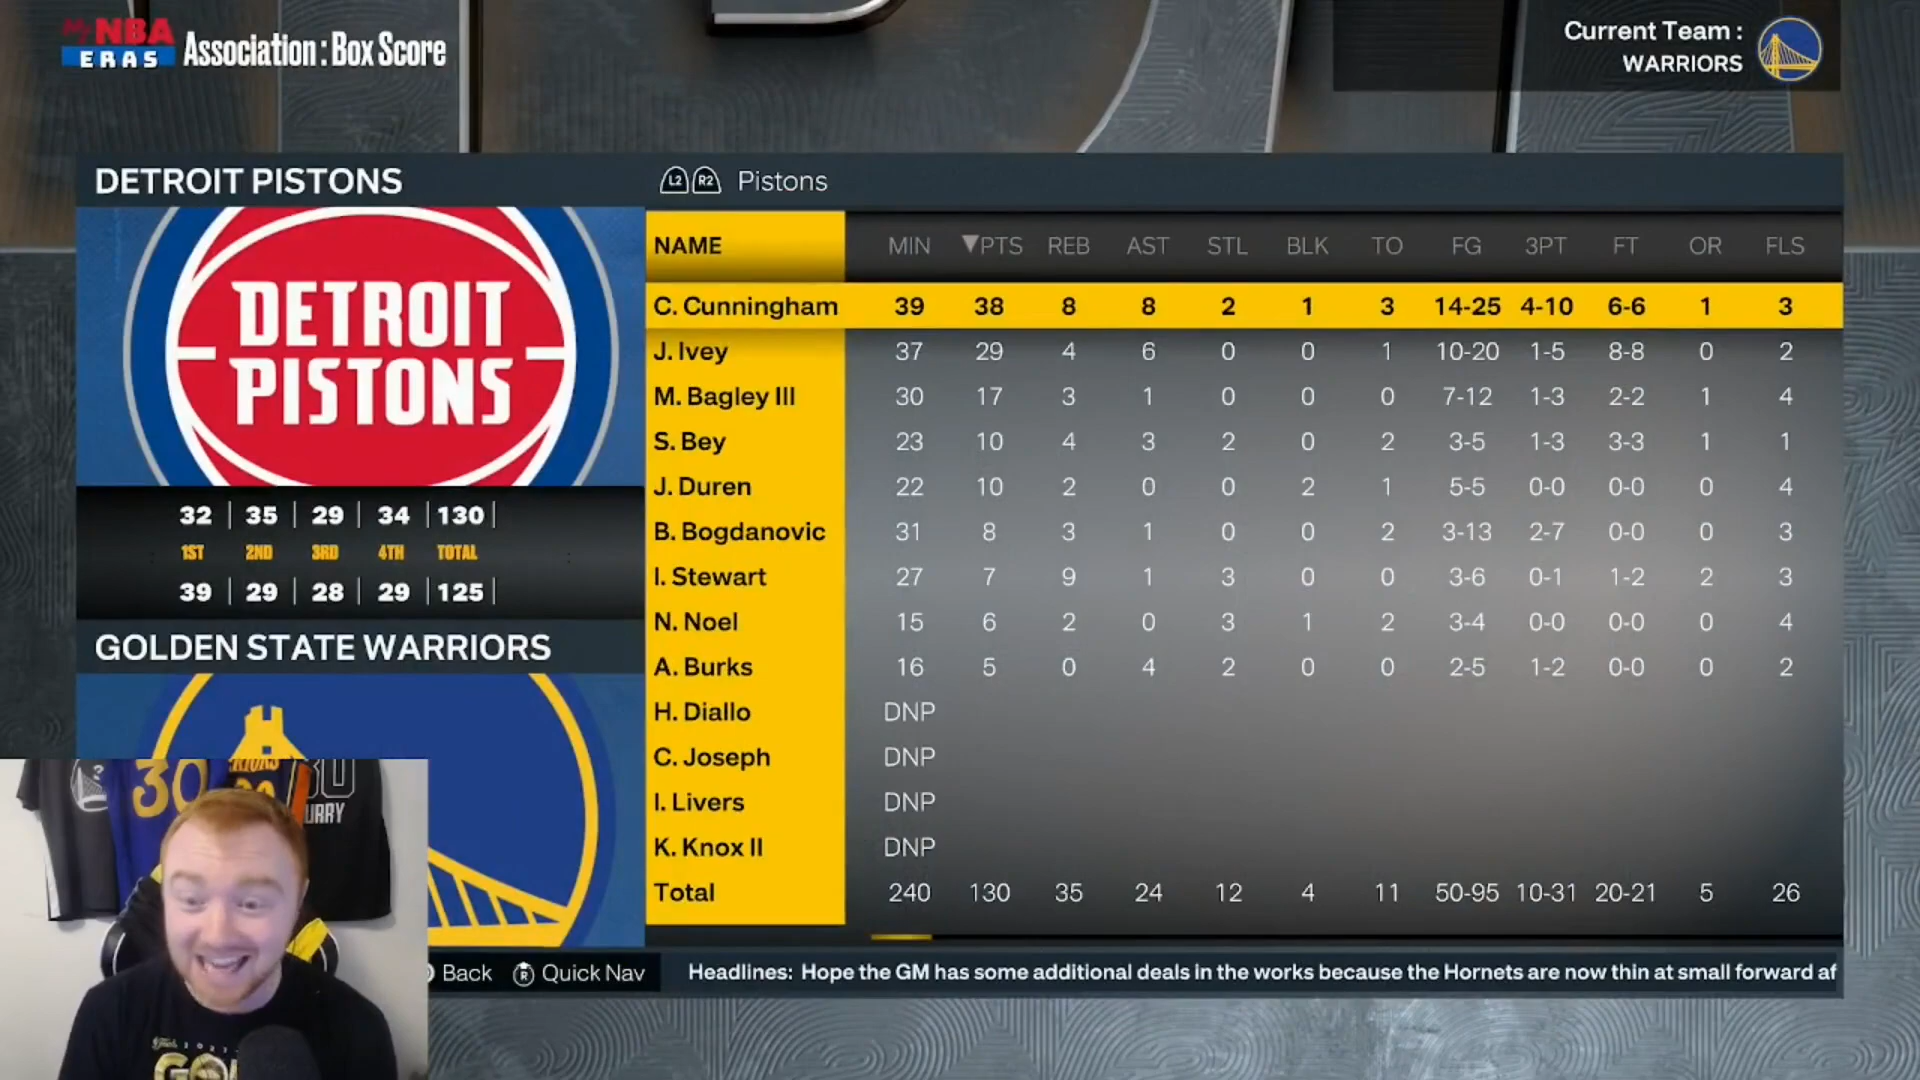 My NBA ERAS Association : Box Score
Current Team :
WARRIORS
DETROIT PISTONS
DETROIT
PISTONS
32 35 29 34 130
1ST 2ND 3RD 4TH TOTAL
39 29 28 29 125
GOLDEN STATE WARRIORS
L2 R2 Pistons
NAME MIN ▼PTS REB AST STL BLK TO FG 3PT FT OR FLS
C. Cunningham 39 38 8 8 2 1 3 14-25 4-10 6-6 1 3
J. Ivey 37 29 4 6 0 0 1 10-20 1-5 8-8 0 2
M. Bagley III 30 17 3 1 0 0 0 7-12 1-3 2-2 1 4
S. Bey 23 10 4 3 2 0 2 3-5 1-3 3-3 1 1
J. Duren 22 10 2 0 0 2 1 5-5 0-0 0-0 0 4
B. Bogdanovic 31 8 3 1 0 0 2 3-13 2-7 0-0 0 3
I. Stewart 27 7 9 1 3 0 0 3-6 0-1 1-2 2 3
N. Noel 15 6 2 0 3 1 2 3-4 0-0 0-0 0 4
A. Burks 16 5 0 4 2 0 0 2-5 1-2 0-0 0 2
H. Diallo DNP
C. Joseph DNP
I. Livers DNP
K. Knox II DNP
Total 240 130 35 24 12 4 11 50-95 10-31 20-21 5 26
Back R Quick Nav
Headlines: Hope the GM has some additional deals in the works because the Hornets are now thin at small forward af
30